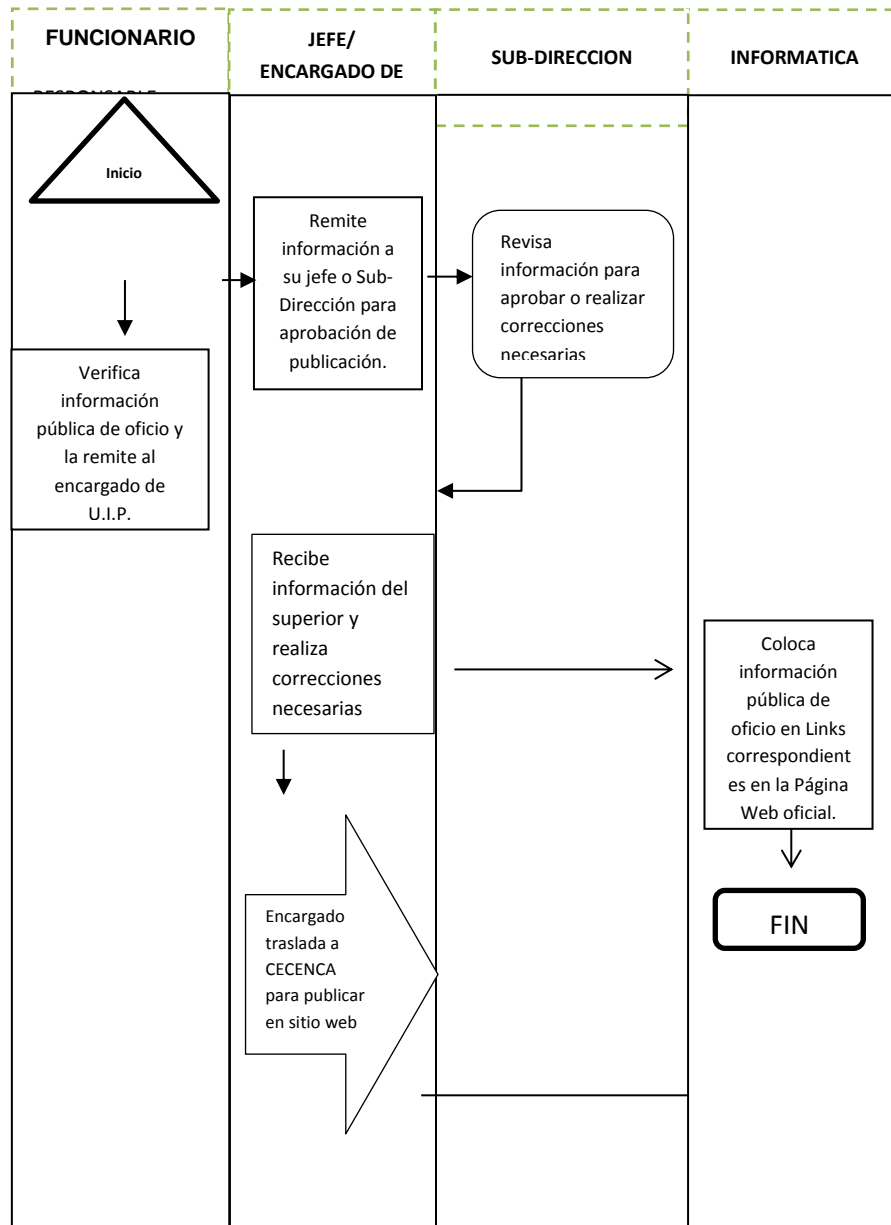 FUNCIONARIO
JEFE/
ENCARGADO DE
SUB-DIRECCION
INFORMATICA
Inicio
Remite
información a
su jefe o Sub-
Dirección para
aprobación de
publicación.
Revisa
información para
aprobar o realizar
correcciones
necesarias
Verifica
información
pública de oficio y
la remite al
encargado de
U.I.P.
Recibe
información del
superior y
realiza
correcciones
necesarias
Coloca
información
pública de
oficio en Links
correspondient
es en la Página
Web oficial.
Encargado
traslada a
CECENCA
para publicar
en sitio web
FIN